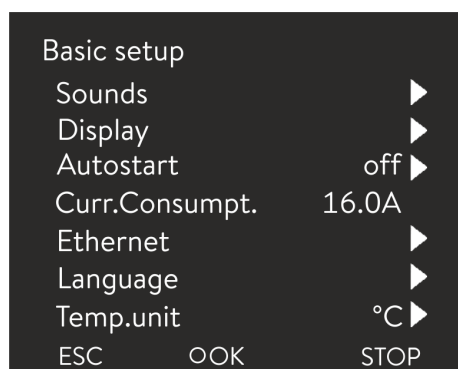 Basic setup
Sounds
Display
Autostart off
Curr.Consumpt. 16.0A
Ethernet
Language
Temp.unit °C
ESC OOK STOP